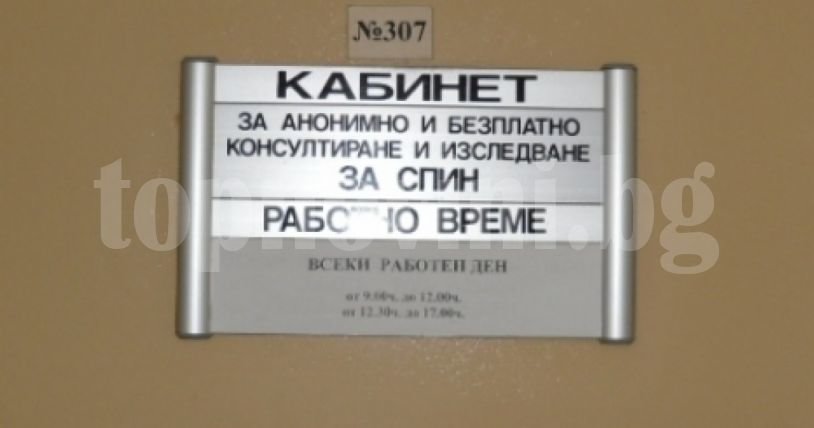 №307
КАБИНЕТ
ЗА АНОНИМНО И БЕЗПЛАТНО
КОНСУЛТИРАНЕ И ИЗСЛЕДВАНЕ
ЗА СПИН
РАБОТНО ВРЕМЕ
ВСЕКИ РАБОТЕН ДЕН
от 9.00ч. до 12.00ч.
от 12.30ч. до 17.00ч.
topnovini.bg